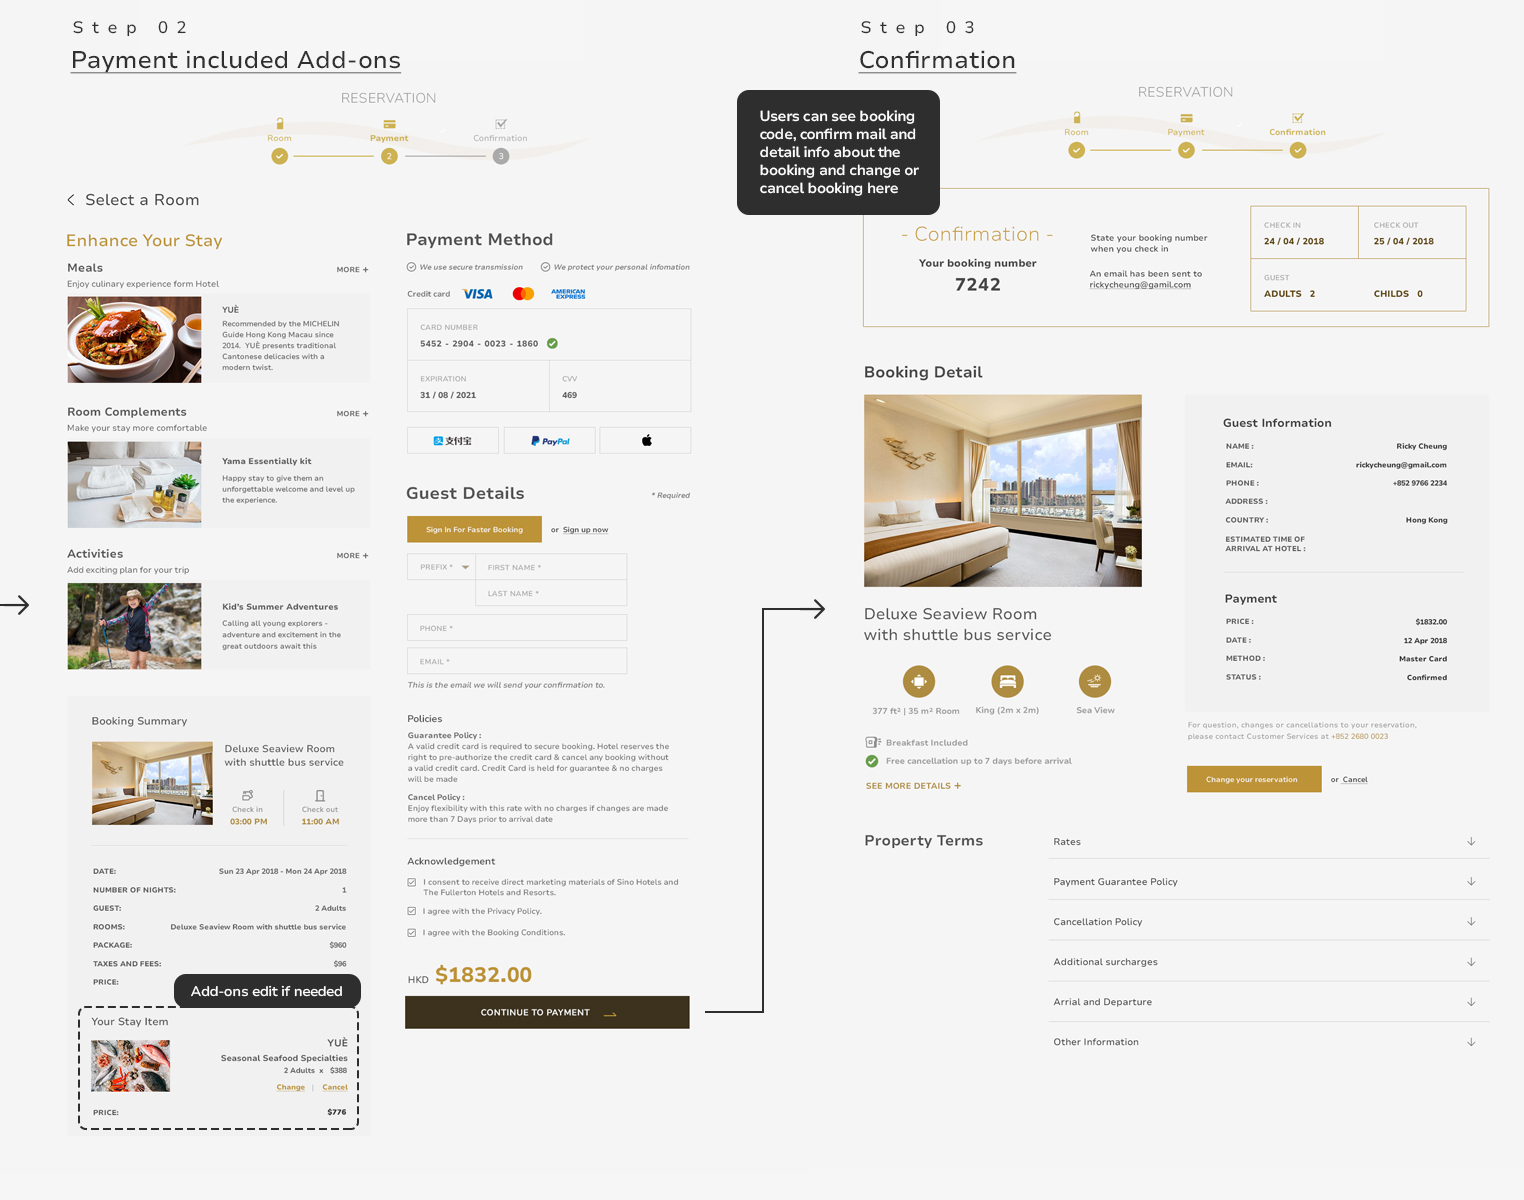 Step 02
Payment included Add-ons
RESERVATION
Room
Payment
Confirmation
2
3
Select a Room
Enhance Your Stay
Meals
MORE +
Enjoy culinary experience form Hotel
YUÈ
Recommended by the MICHELIN
Guide Hong Kong Macau since
2014. YUÈ presents traditional
Cantonese delicacies with a
modern twist.
Room Complements
MORE +
Make your stay more comfortable
Yama Essentially kit
Happy stay to give them an
unforgettable welcome and level up
the experience.
Activities
MORE +
Add exciting plan for your trip
Kid's Summer Adventures
Calling all young explorers -
adventure and excitement in the
great outdoors await this
Booking Summary
Deluxe Seaview Room
with shuttle bus service
Check in
03:00 PM
Check out
11:00 AM
DATE: Sun 23 Apr 2018 - Mon 24 Apr 2018
NUMBER OF NIGHTS: 1
GUEST: 2 Adults
ROOMS: Deluxe Seaview Room with shuttle bus service
PACKAGE: $960
TAXES AND FEES: $96
PRICE:
Add-ons edit if needed
Your Stay Item
YUÈ
Seasonal Seafood Specialties
2 Adults x $388
Change | Cancel
PRICE: $776
Payment Method
We use secure transmission
We protect your personal infomation
Credit card
VISA
AMERICAN
EXPRESS
CARD NUMBER
5452 - 2904 - 0023 - 1860
EXPIRATION
31 / 08 / 2021
CVV
469
支 支付宝
PayPal
Guest Details
* Required
Sign In For Faster Booking
or Sign up now
PREFIX *
FIRST NAME *
LAST NAME *
PHONE *
EMAIL *
This is the email we will send your confirmation to.
Policies
Guarantee Policy :
A valid credit card is required to secure booking. Hotel reserves the
right to pre-authorize the credit card & cancel any booking without
a valid credit card. Credit Card is held for guarantee & no charges
will be made
Cancel Policy :
Enjoy flexibility with this rate with no charges if changes are made
more than 7 Days prior to arrival date
Acknowledgement
I consent to receive direct marketing materials of Sino Hotels and
The Fullerton Hotels and Resorts.
I agree with the Privacy Policy.
I agree with the Booking Conditions.
HKD $1832.00
CONTINUE TO PAYMENT
Step 03
Confirmation
RESERVATION
Room
Payment
Confirmation
Users can see booking
code, confirm mail and
detail info about the
booking and change or
cancel booking here
- Confirmation -
Your booking number
7242
State your booking number
when you check in
An email has been sent to
rickycheung@gamil.com
CHECK IN
24 / 04 / 2018
CHECK OUT
25 / 04 / 2018
GUEST
ADULTS 2
CHILDS 0
Booking Detail
Deluxe Seaview Room
with shuttle bus service
377 ft² | 35 m² Room
King (2m x 2m)
Sea View
Breakfast Included
Free cancellation up to 7 days before arrival
SEE MORE DETAILS +
Guest Information
NAME : Ricky Cheung
EMAIL: rickycheung@gmail.com
PHONE : +852 9766 2234
ADDRESS :
COUNTRY : Hong Kong
ESTIMATED TIME OF
ARRIVAL AT HOTEL :
Payment
PRICE : $1832.00
DATE : 12 Apr 2018
METHOD : Master Card
STATUS : Confirmed
For question, changes or cancellations to your reservation,
please contact Customer Services at +852 2680 0023
Change your reservation
or Cancel
Property Terms
Rates
Payment Guarantee Policy
Cancellation Policy
Additional surcharges
Arrial and Departure
Other Information